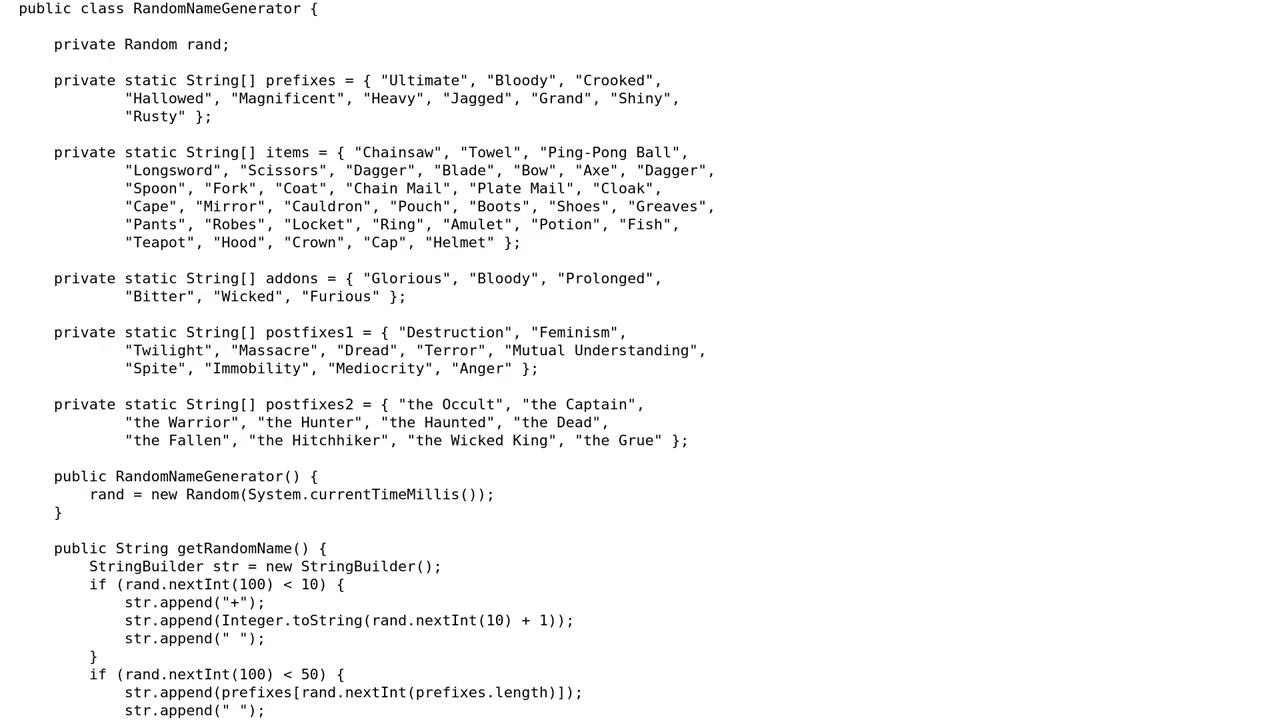 public class RandomNameGenerator {
    private Random rand;
    private static String[] prefixes = { "Ultimate", "Bloody", "Crooked",
            "Hallowed", "Magnificent", "Heavy", "Jagged", "Grand", "Shiny",
            "Rusty" };
    private static String[] items = { "Chainsaw", "Towel", "Ping-Pong Ball",
            "Longsword", "Scissors", "Dagger", "Blade", "Bow", "Axe", "Dagger",
            "Spoon", "Fork", "Coat", "Chain Mail", "Plate Mail", "Cloak",
            "Cape", "Mirror", "Cauldron", "Pouch", "Boots", "Shoes", "Greaves",
            "Pants", "Robes", "Locket", "Ring", "Amulet", "Potion", "Fish",
            "Teapot", "Hood", "Crown", "Cap", "Helmet" };
    private static String[] addons = { "Glorious", "Bloody", "Prolonged",
            "Bitter", "Wicked", "Furious" };
    private static String[] postfixes1 = { "Destruction", "Feminism",
            "Twilight", "Massacre", "Dread", "Terror", "Mutual Understanding",
            "Spite", "Immobility", "Mediocrity", "Anger" };
    private static String[] postfixes2 = { "the Occult", "the Captain",
            "the Warrior", "the Hunter", "the Haunted", "the Dead",
            "the Fallen", "the Hitchhiker", "the Wicked King", "the Grue" };
    public RandomNameGenerator() {
        rand = new Random(System.currentTimeMillis());
    }
    public String getRandomName() {
        StringBuilder str = new StringBuilder();
        if (rand.nextInt(100) < 10) {
            str.append("+");
            str.append(Integer.toString(rand.nextInt(10) + 1));
            str.append(" ");
        }
        if (rand.nextInt(100) < 50) {
            str.append(prefixes[rand.nextInt(prefixes.length)]);
            str.append(" ");